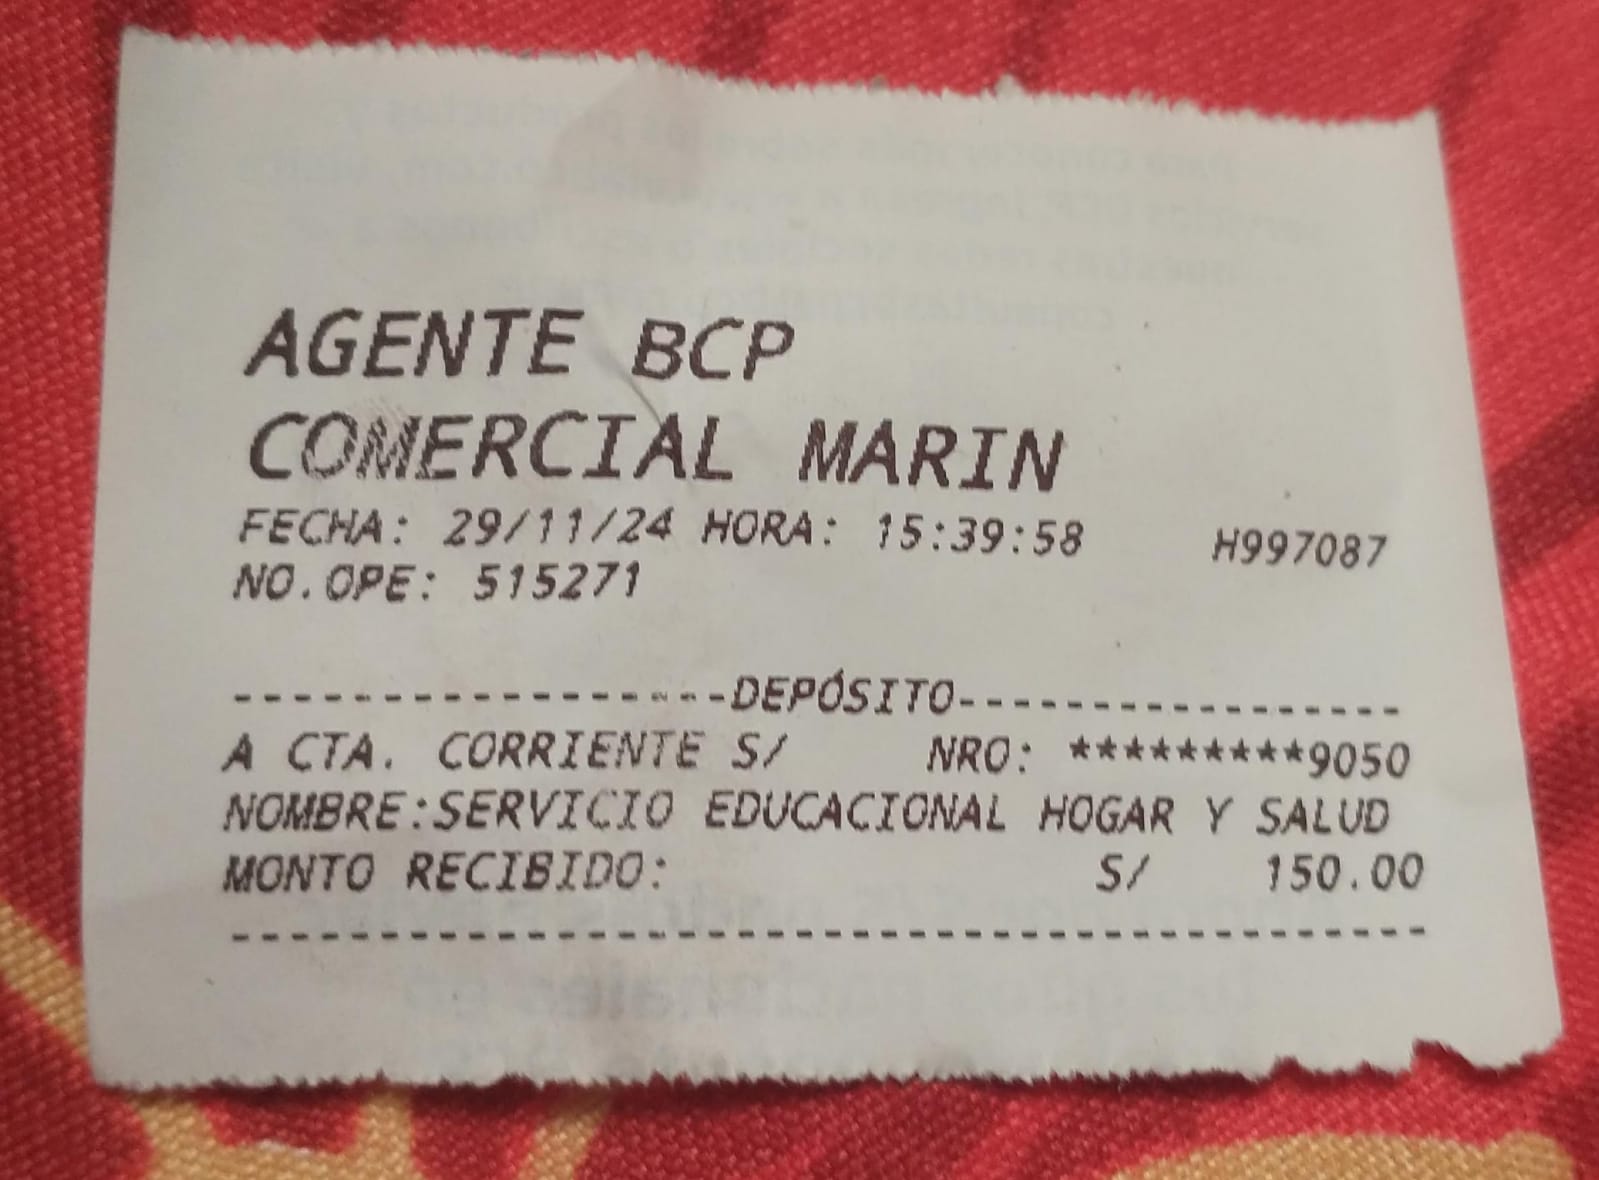 AGENTE BCP
COMERCIAL MARIN
FECHA: 29/11/24 HORA: 15:39:58 H997087
NO.OPE: 515271
------------------DEPÓSITO-----------------
A CTA. CORRIENTE S/ NRO: *********9050
NOMBRE:SERVICIO EDUCACIONAL HOGAR Y SALUD
MONTO RECIBIDO: S/ 150.00
--------------------------------------------